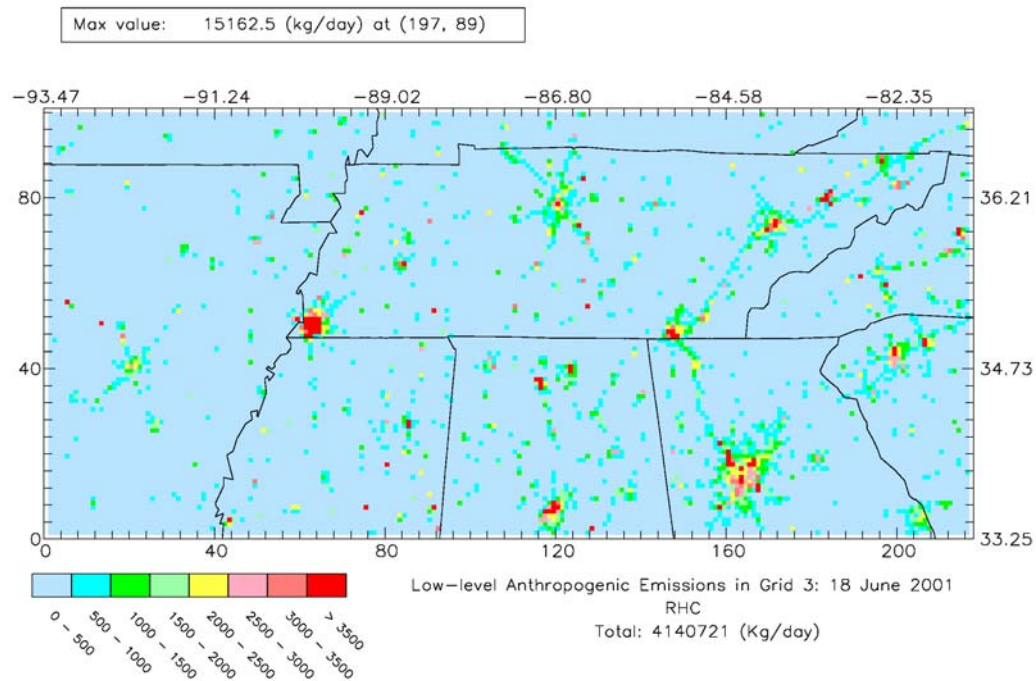 Max value: 15162.5 (kg/day) at (197, 89)
-93.47 -91.24 -89.02 -86.80 -84.58 -82.35
80 36.21
40 34.73
0 33.25
0 40 80 120 160 200
0 - 500
500 - 1000
1000 - 1500
1500 - 2000
2000 - 2500
2500 - 3000
3000 - 3500
> 3500
Low-level Anthropogenic Emissions in Grid 3: 18 June 2001
RHC
Total: 4140721 (Kg/day)